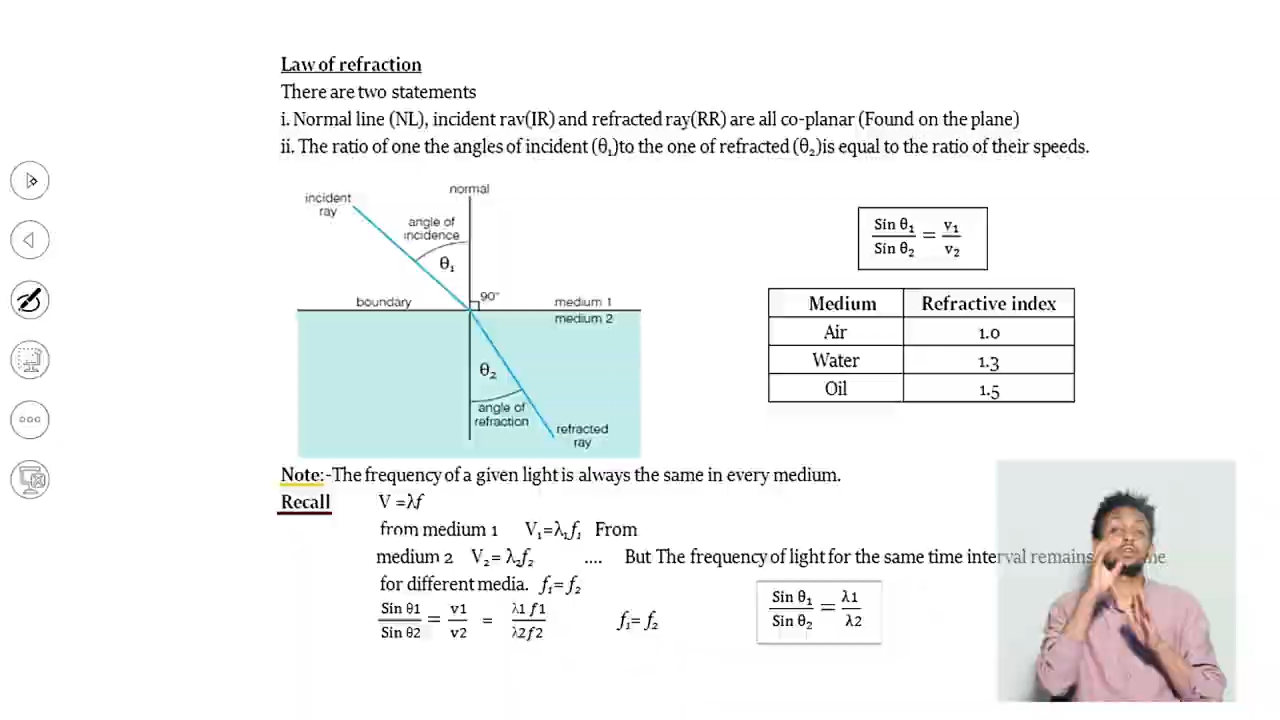 Law of refraction
There are two statements
i. Normal line (NL), incident rav(IR) and refracted ray(RR) are all co-planar (Found on the plane)
ii. The ratio of one the angles of incident (θ₁)to the one of refracted (θ₂)is equal to the ratio of their speeds.
normal
incident
ray
angle of
incidence
θ₁
90°
boundary
medium 1
medium 2
θ₂
angle of
refraction
refracted
ray
Sin θ₁/Sin θ₂ = v₁/v₂
Medium Refractive index
Air 1.0
Water 1.3
Oil 1.5
Note:-The frequency of a given light is always the same in every medium.
Recall V =λf
from medium 1 V₁=λ₁f₁ From
medium 2 V₂= λ₂f₂ .... But The frequency of light for the same time interval remains
for different media. f₁=f₂
Sin θ1/Sin θ2 = v1/v2 = λ1 f1/λ2f2 f₁= f₂
Sin θ₁/Sin θ₂ = λ1/λ2